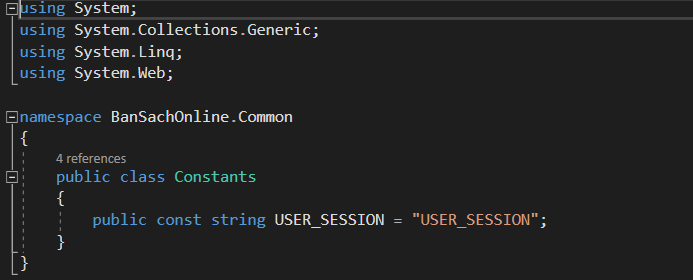 using System;
using System.Collections.Generic;
using System.Linq;
using System.Web;
namespace BanSachOnline.Common
{
4 references
public class Constants
{
public const string USER_SESSION = "USER_SESSION";
}
}